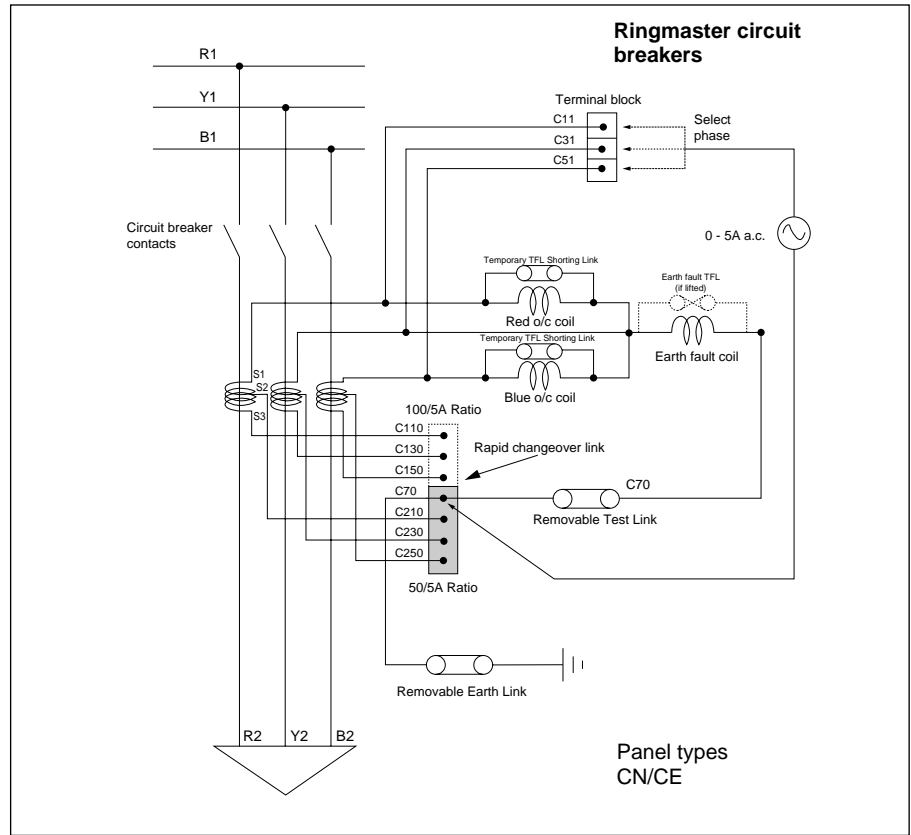 Ringmaster circuit
breakers
R1
Y1
B1
Terminal block
C11
C31
C51
Select
phase
Circuit breaker
contacts
0 - 5A a.c.
Temporary TFL Shorting Link
Red o/c coil
Earth fault TFL
(if lifted)
Earth fault coil
Temporary TFL Shorting Link
Blue o/c coil
S1
S2
S3
100/5A Ratio
C110
C130
C150
C70
C210
C230
C250
50/5A Ratio
Rapid changeover link
C70
Removable Test Link
Removable Earth Link
R2
Y2
B2
Panel types
CN/CE